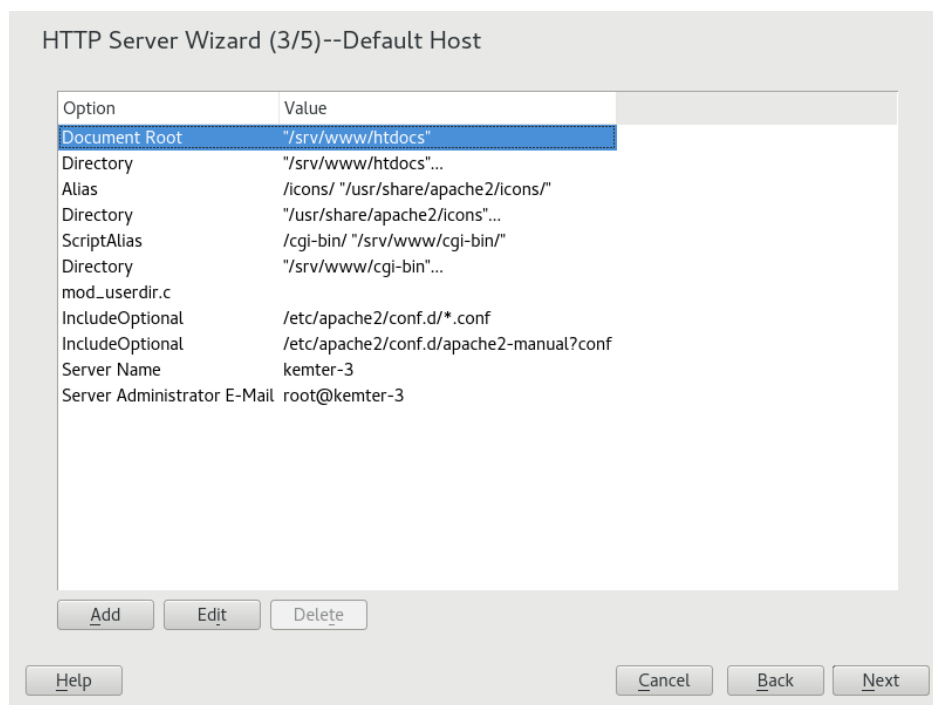 HTTP Server Wizard (3/5)--Default Host
Option Value
Document Root "/srv/www/htdocs"
Directory "/srv/www/htdocs"...
Alias /icons/ "/usr/share/apache2/icons/"
Directory "/usr/share/apache2/icons"...
ScriptAlias /cgi-bin/ "/srv/www/cgi-bin/"
Directory "/srv/www/cgi-bin"...
mod_userdir.c
IncludeOptional /etc/apache2/conf.d/*.conf
IncludeOptional /etc/apache2/conf.d/apache2-manual?conf
Server Name kemter-3
Server Administrator E-Mail root@kemter-3
Add Edit Delete
Help Cancel Back Next